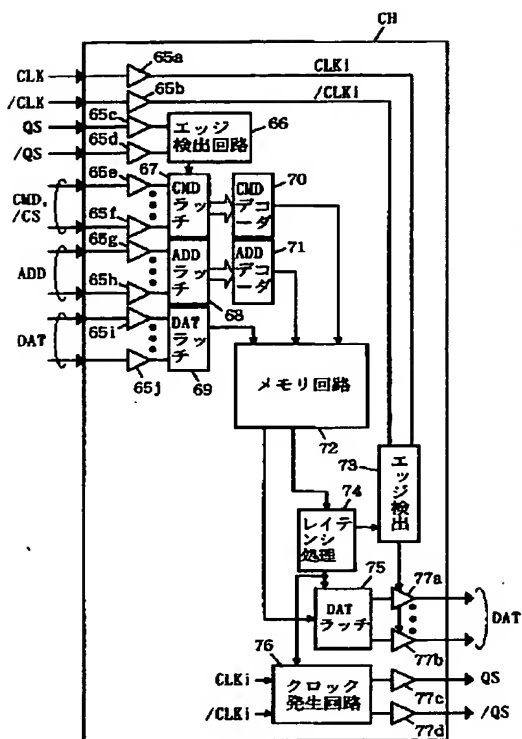 CH
CLK
65a
CLKi
/CLK
65b
/CLKi
QS
65c
エッジ
検出回路
66
/QS
65d
67
CMD,
/CS
65e
CMD
ラッチ
CMD
デコーダ
70
65f
ADD
65g
ADD
ラッチ
ADD
デコーダ
71
65h
68
DAT
65i
DAT
ラッチ
65j
69
メモリ回路
72
73
エッジ検出
74
レイテ
ンシ
処理
75
DAT
ラッチ
77a
DAT
77b
76
CLKi
/CLKi
クロック
発生回路
77c
QS
77d
/QS